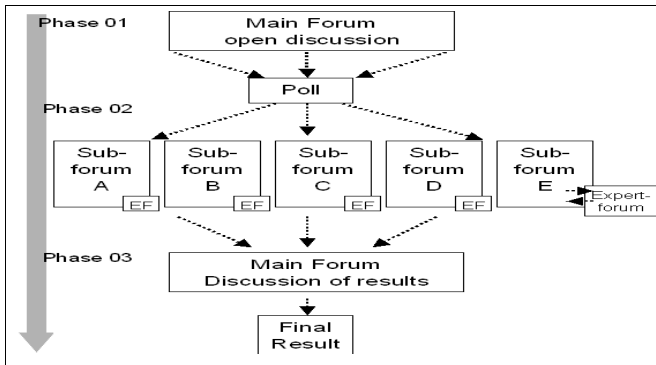 Phase 01
Main Forum
open discussion
Poll
Phase 02
Sub-
forum
A
EF
Sub-
forum
B
EF
Sub-
forum
C
EF
Sub-
forum
D
EF
Sub-
forum
E
Expert-
forum
Phase 03
Main Forum
Discussion of results
Final
Result